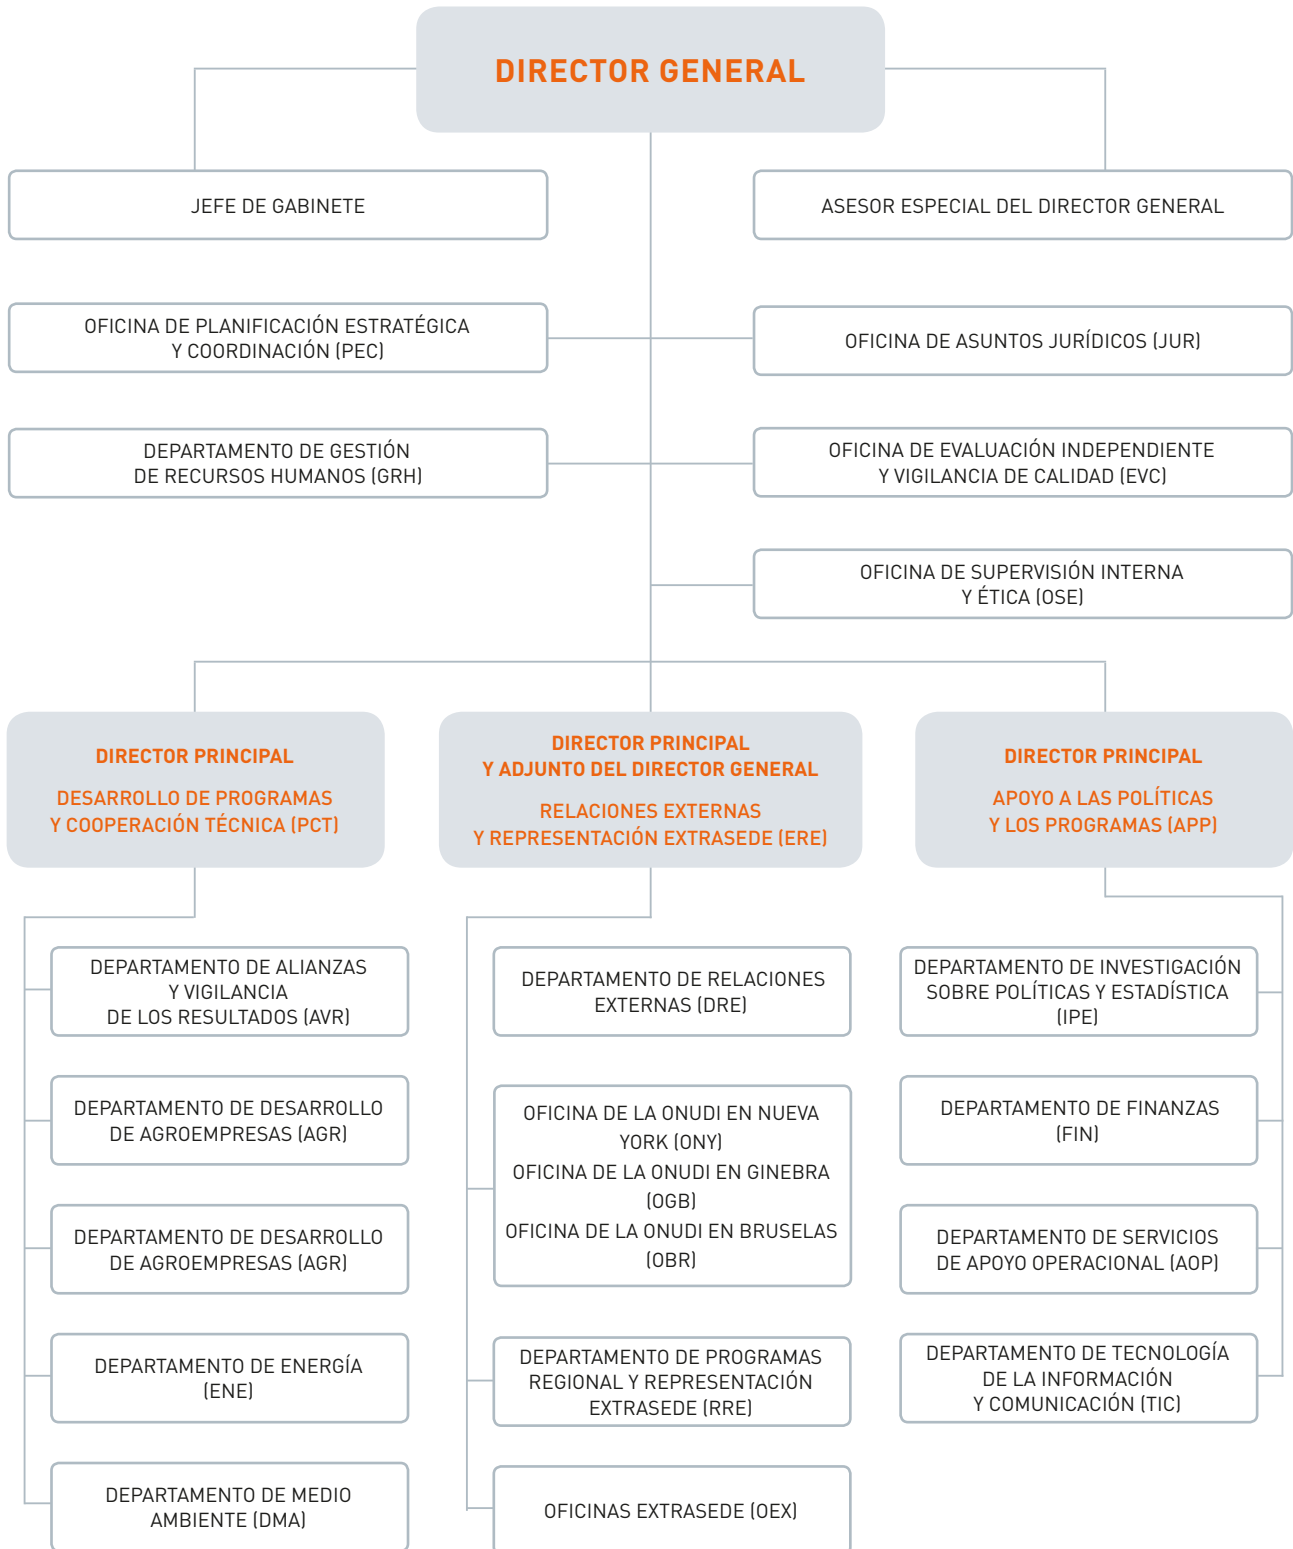 DIRECTOR GENERAL
JEFE DE GABINETE
ASESOR ESPECIAL DEL DIRECTOR GENERAL
OFICINA DE PLANIFICACIÓN ESTRATÉGICA
Y COORDINACIÓN (PEC)
OFICINA DE ASUNTOS JURÍDICOS (JUR)
DEPARTAMENTO DE GESTIÓN
DE RECURSOS HUMANOS (GRH)
OFICINA DE EVALUACIÓN INDEPENDIENTE
Y VIGILANCIA DE CALIDAD (EVC)
OFICINA DE SUPERVISIÓN INTERNA
Y ÉTICA (OSE)
DIRECTOR PRINCIPAL
DESARROLLO DE PROGRAMAS
Y COOPERACIÓN TÉCNICA (PCT)
DIRECTOR PRINCIPAL
Y ADJUNTO DEL DIRECTOR GENERAL
RELACIONES EXTERNAS
Y REPRESENTACIÓN EXTRASEDE (ERE)
DIRECTOR PRINCIPAL
APOYO A LAS POLÍTICAS
Y LOS PROGRAMAS (APP)
DEPARTAMENTO DE ALIANZAS
Y VIGILANCIA
DE LOS RESULTADOS (AVR)
DEPARTAMENTO DE DESARROLLO
DE AGROEMPRESAS (AGR)
DEPARTAMENTO DE DESARROLLO
DE AGROEMPRESAS (AGR)
DEPARTAMENTO DE ENERGÍA
(ENE)
DEPARTAMENTO DE MEDIO
AMBIENTE (DMA)
DEPARTAMENTO DE RELACIONES
EXTERNAS (DRE)
OFICINA DE LA ONUDI EN NUEVA
YORK (ONY)
OFICINA DE LA ONUDI EN GINEBRA
(OGB)
OFICINA DE LA ONUDI EN BRUSELAS
(OBR)
DEPARTAMENTO DE PROGRAMAS
REGIONAL Y REPRESENTACIÓN
EXTRASEDE (RRE)
OFICINAS EXTRASEDE (OEX)
DEPARTAMENTO DE INVESTIGACIÓN
SOBRE POLÍTICAS Y ESTADÍSTICA
(IPE)
DEPARTAMENTO DE FINANZAS
(FIN)
DEPARTAMENTO DE SERVICIOS
DE APOYO OPERACIONAL (AOP)
DEPARTAMENTO DE TECNOLOGÍA
DE LA INFORMACIÓN
Y COMUNICACIÓN (TIC)